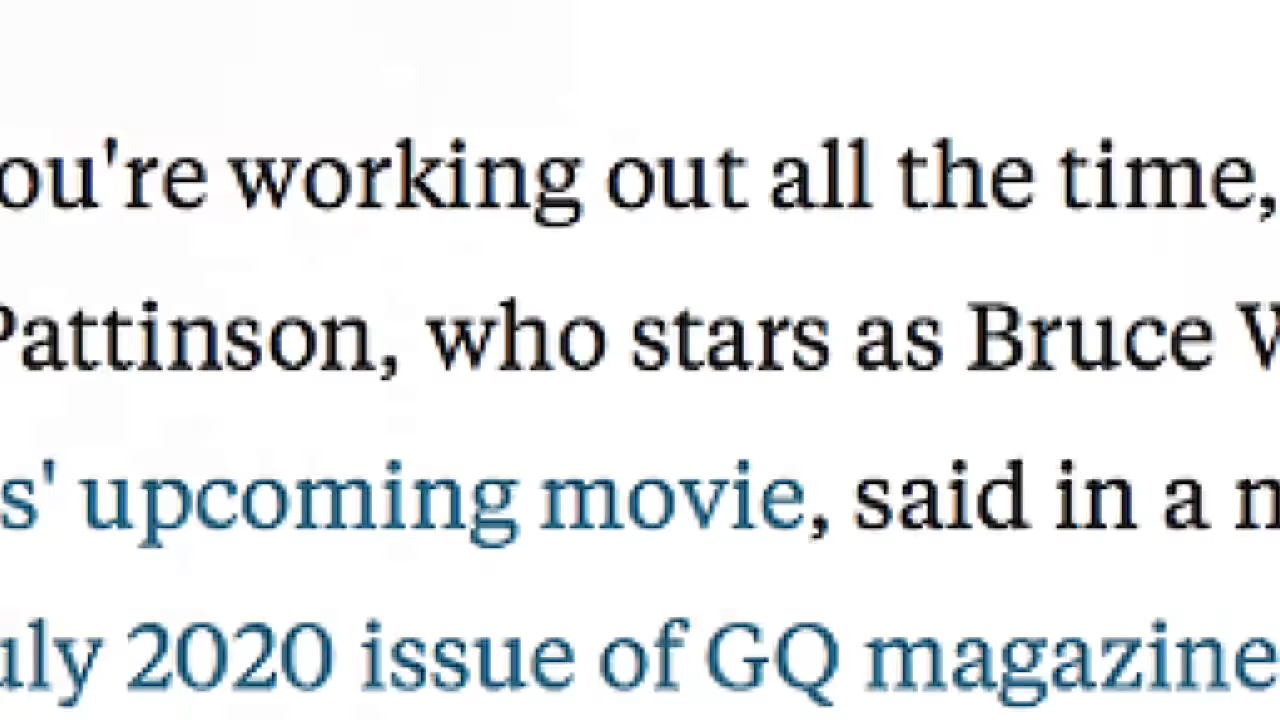 ou're working out all the time,
Pattinson, who stars as Bruce
s' upcoming movie, said in a
uly 2020 issue of GQ magazine